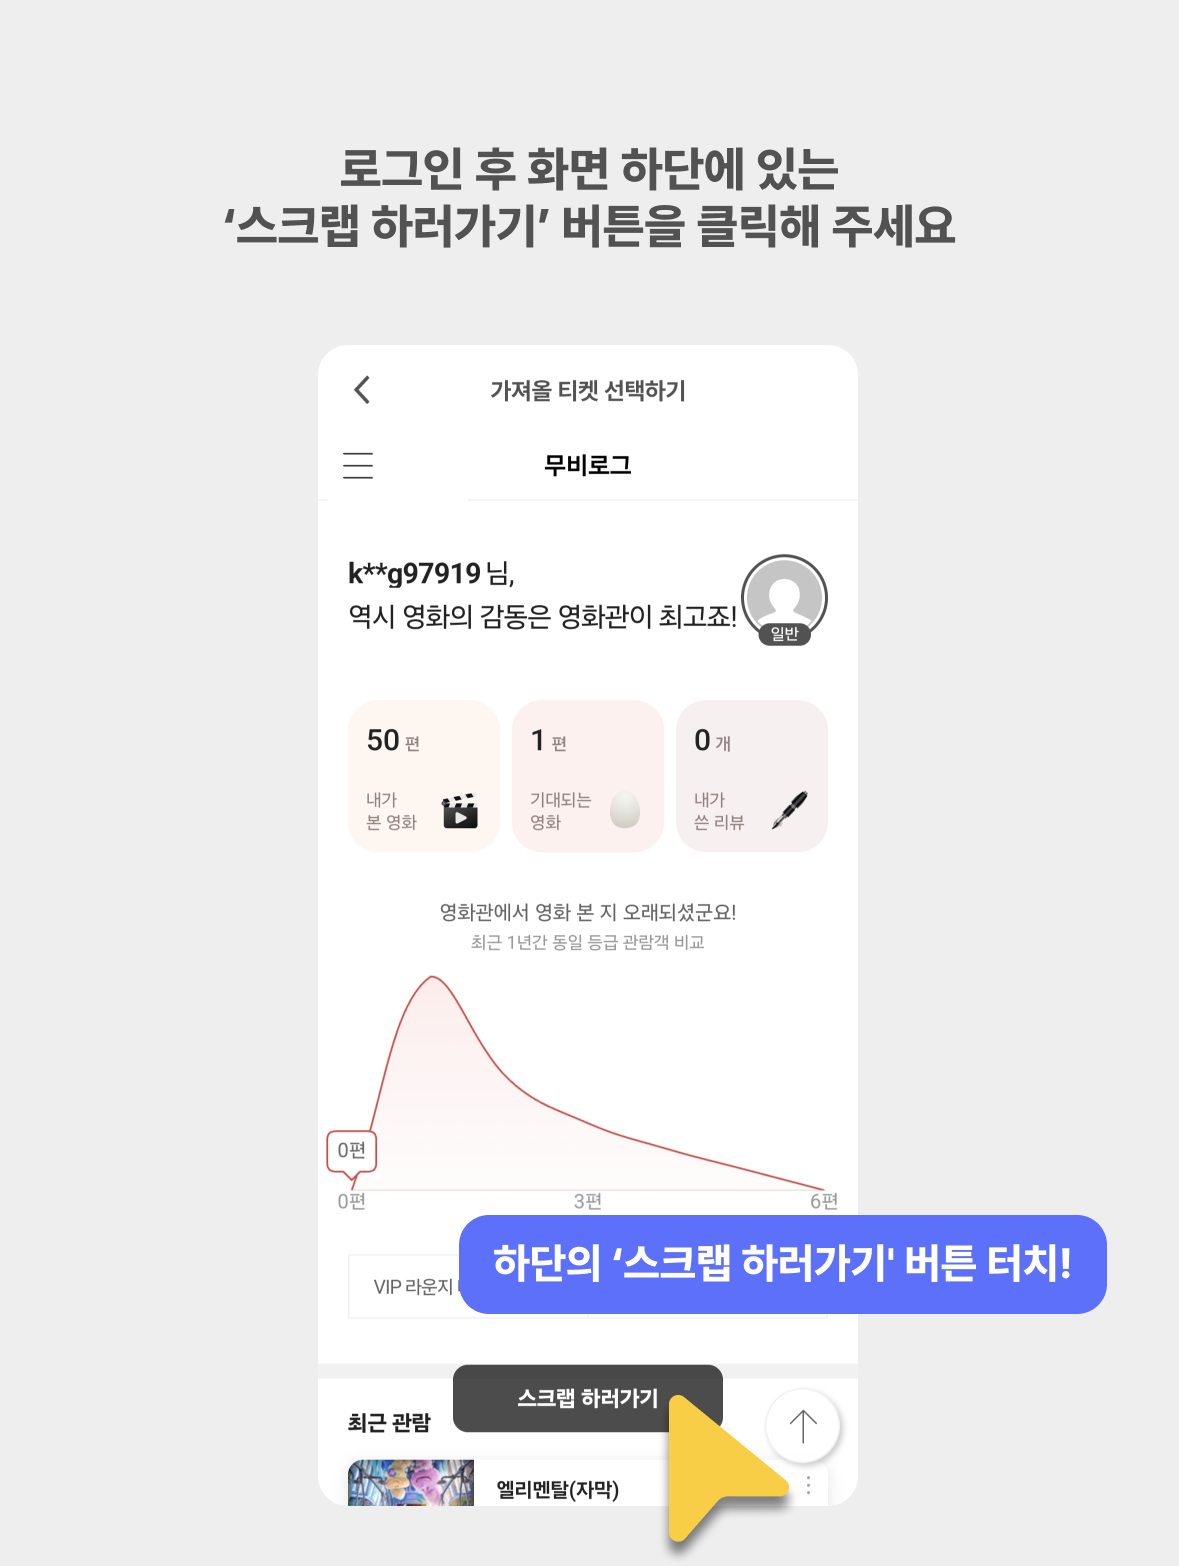 로그인 후 화면 하단에 있는
‘스크랩 하러가기’ 버튼을 클릭해 주세요
가져올 티켓 선택하기
무비로그
k**g97919 님,
역시 영화의 감동은 영화관이 최고죠!
일반
50 편
내가
본 영화
1 편
기대되는
영화
0 개
내가
쓴 리뷰
영화관에서 영화 본 지 오래되셨군요!
최근 1년간 동일 등급 관람객 비교
0편
0편 3편 6편
하단의 ‘스크랩 하러가기' 버튼 터치!
VIP 라운지
스크랩 하러가기
최근 관람
엘리멘탈(자막)